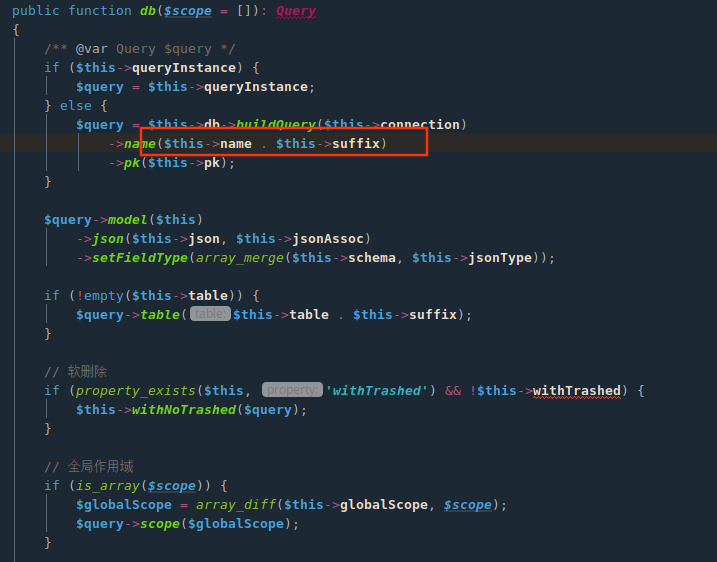 public function db($scope = []): Query
{
    /** @var Query $query */
    if ($this->queryInstance) {
        $query = $this->queryInstance;
    } else {
        $query = $this->db->buildQuery($this->connection)
            ->name($this->name . $this->suffix)
            ->pk($this->pk);
    }
    $query->model($this)
        ->json($this->json, $this->jsonAssoc)
        ->setFieldType(array_merge($this->schema, $this->jsonType));
    if (!empty($this->table)) {
        $query->table( table: $this->table . $this->suffix);
    }
    // 软删除
    if (property_exists($this, property: 'withTrashed') && !$this->withTrashed) {
        $this->withNoTrashed($query);
    }
    // 全局作用域
    if (is_array($scope)) {
        $globalScope = array_diff($this->globalScope, $scope);
        $query->scope($globalScope);
    }